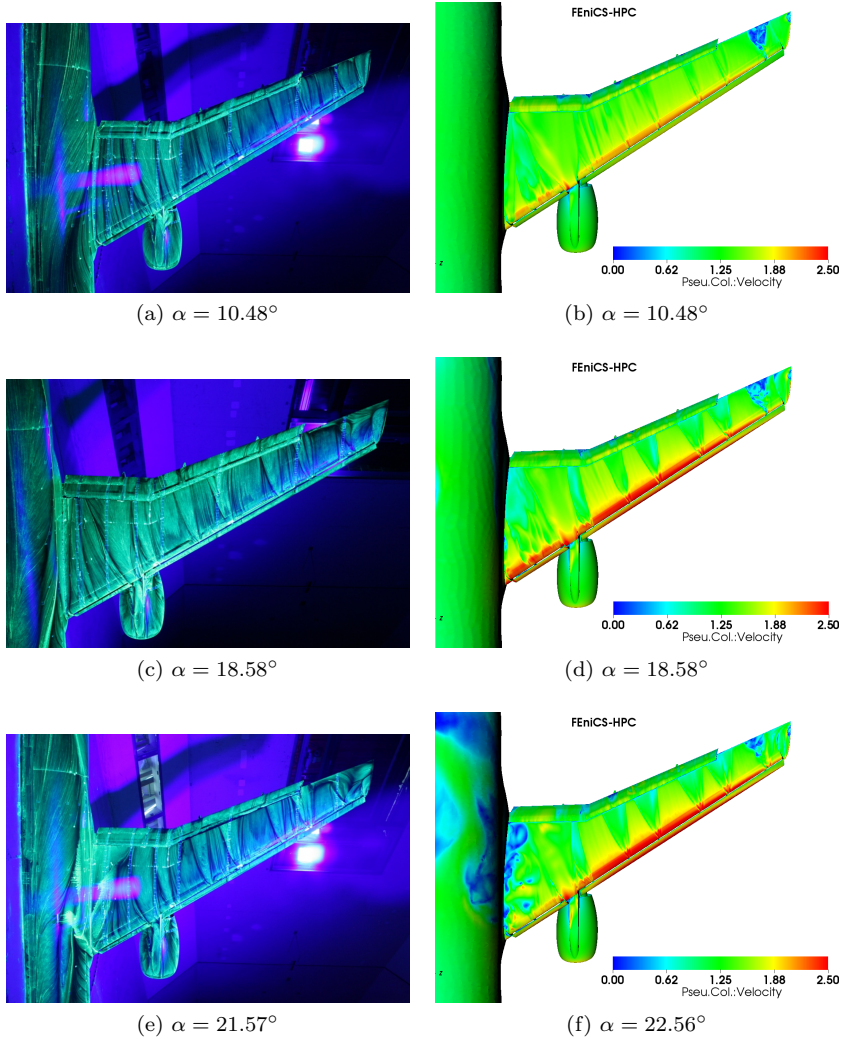 FEniCS-HPC
z
0.00 0.62 1.25 1.88 2.50
Pseu.Col.:Velocity
(a) α = 10.48°
(b) α = 10.48°
FEniCS-HPC
z
0.00 0.62 1.25 1.88 2.50
Pseu.Col.:Velocity
(c) α = 18.58°
(d) α = 18.58°
FEniCS-HPC
z
0.00 0.62 1.25 1.88 2.50
Pseu.Col.:Velocity
(e) α = 21.57°
(f) α = 22.56°